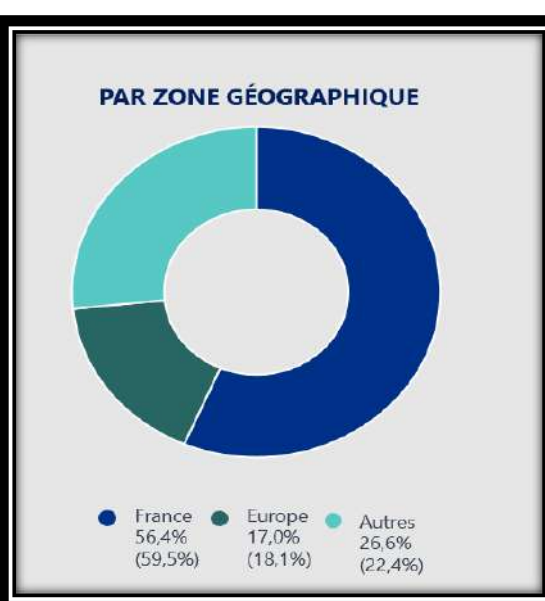 PAR ZONE GÉOGRAPHIQUE
France
56,4%
(59,5%)
Europe
17,0%
(18,1%)
Autres
26,6%
(22,4%)